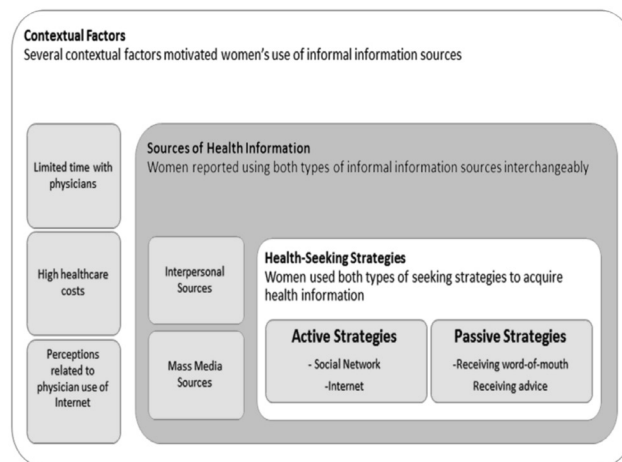 Contextual Factors
Several contextual factors motivated women's use of informal information sources
Limited time with
physicians
High healthcare
costs
Perceptions
related to
physician use of
Internet
Sources of Health Information
Women reported using both types of informal information sources interchangeably
Interpersonal
Sources
Mass Media
Sources
Health-Seeking Strategies
Women used both types of seeking strategies to acquire
health information
Active Strategies
- Social Network
-Internet
Passive Strategies
-Receiving word-of-mouth
Receiving advice